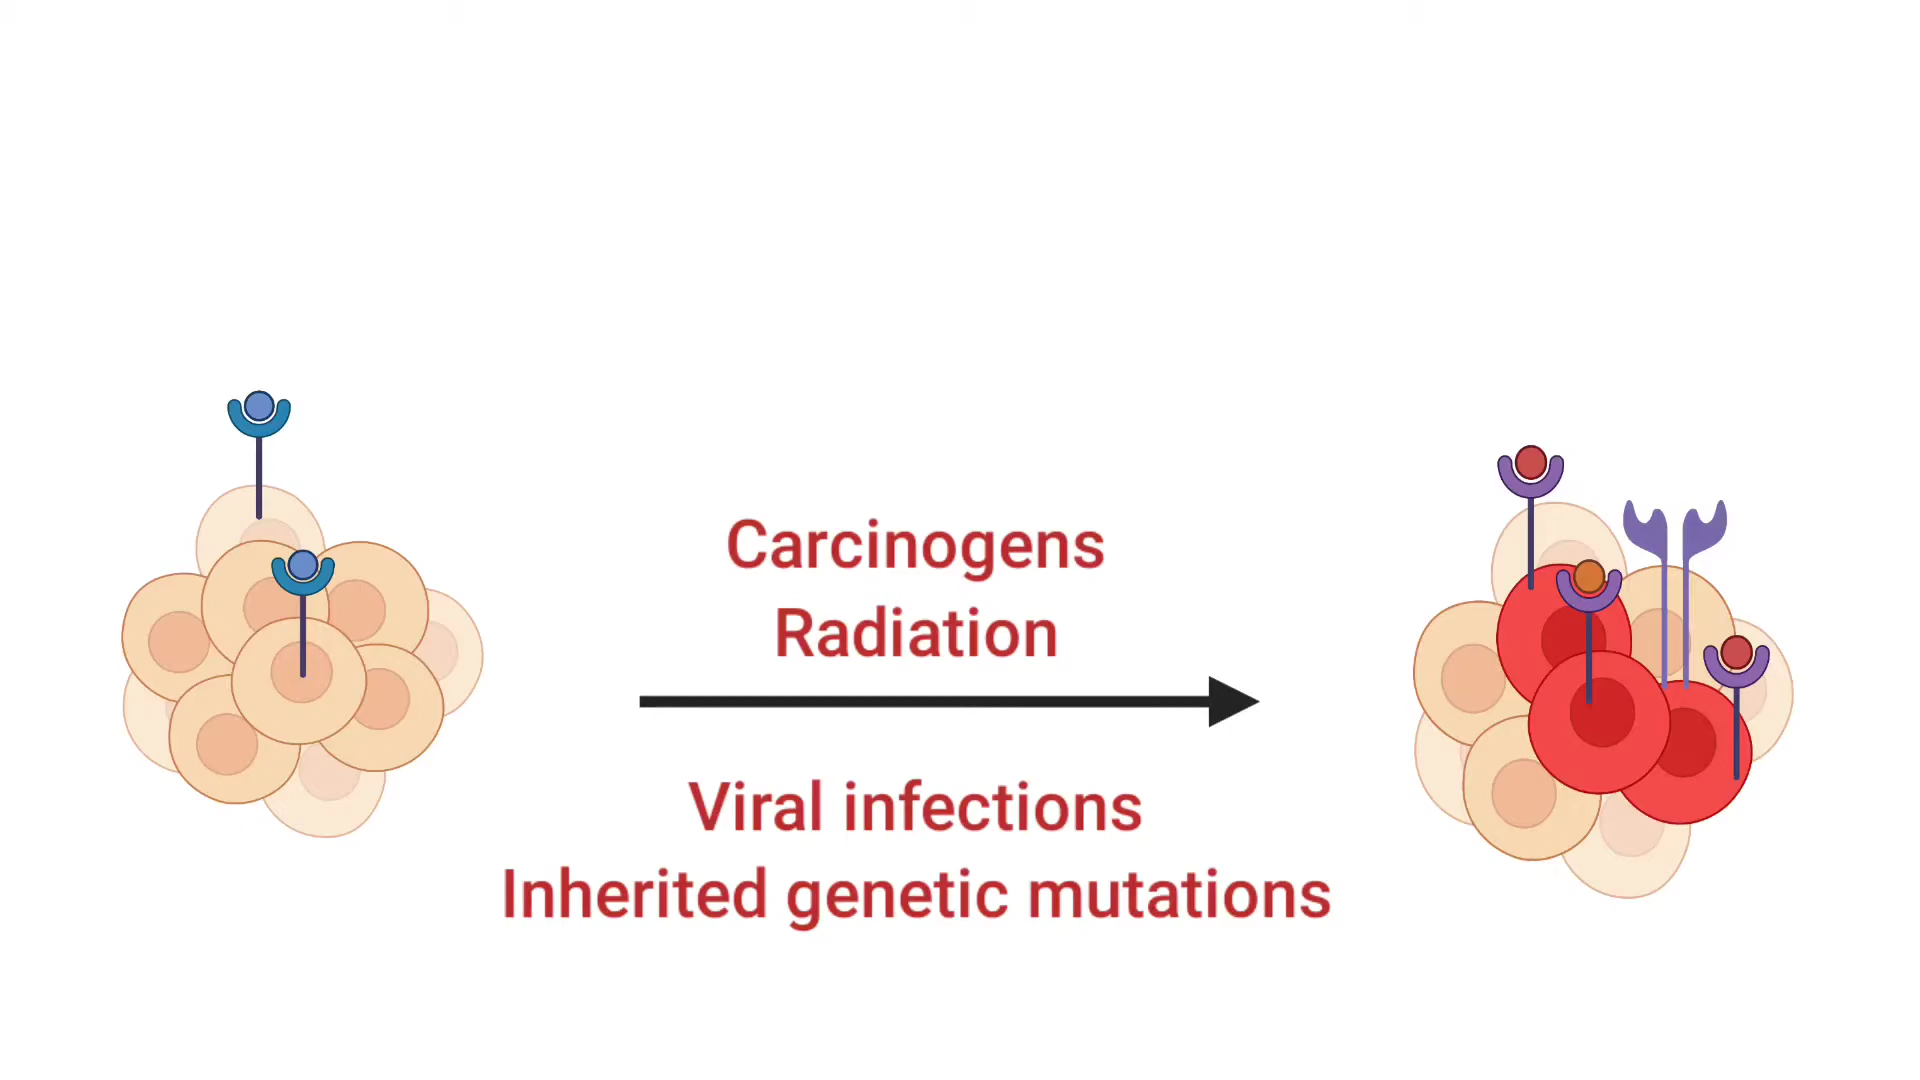 Carcinogens
Radiation
Viral infections
Inherited genetic mutations